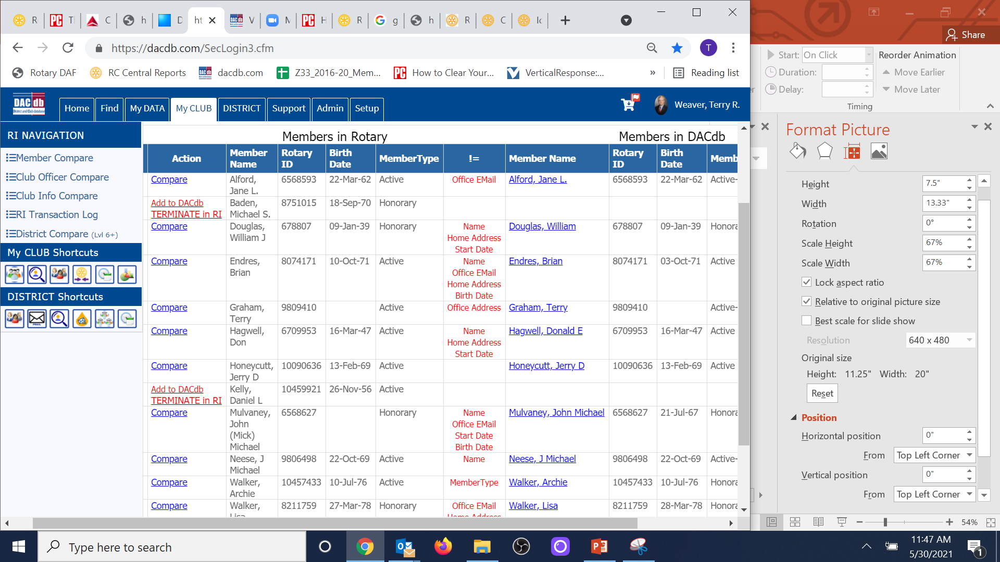 R
T
C
h
D
ht
V
M
H
R
g
h
R
C
Ic
https://dacdb.com/SecLogin3.cfm
T
Rotary DAF
RC Central Reports
dacdb.com
Z33_2016-20_Mem...
How to Clear Your...
VerticalResponse:...
»
Reading list
DACdb
District and Club database
Home
Find
My DATA
My CLUB
DISTRICT
Support
Admin
Setup
Weaver, Terry R.
RI NAVIGATION
Member Compare
Club Officer Compare
Club Info Compare
RI Transaction Log
District Compare (Lvl 6+)
My CLUB Shortcuts
DISTRICT Shortcuts
Members in Rotary
Members in DACdb
Action Member Name Rotary ID Birth Date MemberType != Member Name Rotary ID Birth Date Memb
Compare Alford, Jane L. 6568593 22-Mar-62 Active Office EMail Alford, Jane L. 6568593 22-Mar-62 Active-
Add to DACdb TERMINATE in RI Baden, Michael S. 8751015 18-Sep-70 Honorary
Compare Douglas, William J 678807 09-Jan-39 Honorary Name Home Address Start Date Douglas, William 678807 09-Jan-39 Honora
Compare Endres, Brian 8074171 10-Oct-71 Active Name Office EMail Home Address Birth Date Endres, Brian 8074171 03-Oct-71 Active
Compare Graham, Terry 9809410 Active Office Address Graham, Terry 9809410 Active-
Compare Hagwell, Don 6709953 16-Mar-47 Active Name Home Address Start Date Hagwell, Donald E 6709953 16-Mar-47 Active
Compare Honeycutt, Jerry D 10090636 13-Feb-69 Active Honeycutt, Jerry D 10090636 13-Feb-69 Active
Add to DACdb TERMINATE in RI Kelly, Daniel L 10459921 26-Nov-56 Active
Compare Mulvaney, John (Mick) Michael 6568627 Honorary Name Office EMail Start Date Birth Date Mulvaney, John Michael 6568627 21-Jul-67 Honora
Compare Neese, J Michael 9806498 22-Oct-69 Active Name Neese, J Michael 9806498 22-Oct-69 Active-
Compare Walker, Archie 10457433 10-Jul-76 Active MemberType Walker, Archie 10457433 10-Jul-76 Honora
Compare Walker, Lisa 8211759 27-Mar-78 Honorary Office EMail Home Address Walker, Lisa 8211759 28-Mar-78 Honora
Share
Start: On Click
Duration:
Delay:
Reorder Animation
Move Earlier
Move Later
Timing
Format Picture
Height 7.5"
Width 13.33"
Rotation 0°
Scale Height 67%
Scale Width 67%
Lock aspect ratio
Relative to original picture size
Best scale for slide show
Resolution 640 x 480
Original size
Height: 11.25" Width: 20"
Reset
Position
Horizontal position 0"
From Top Left Corner
Vertical position 0"
From Top Left Corner
54%
Type here to search
11:47 AM
5/30/2021
1